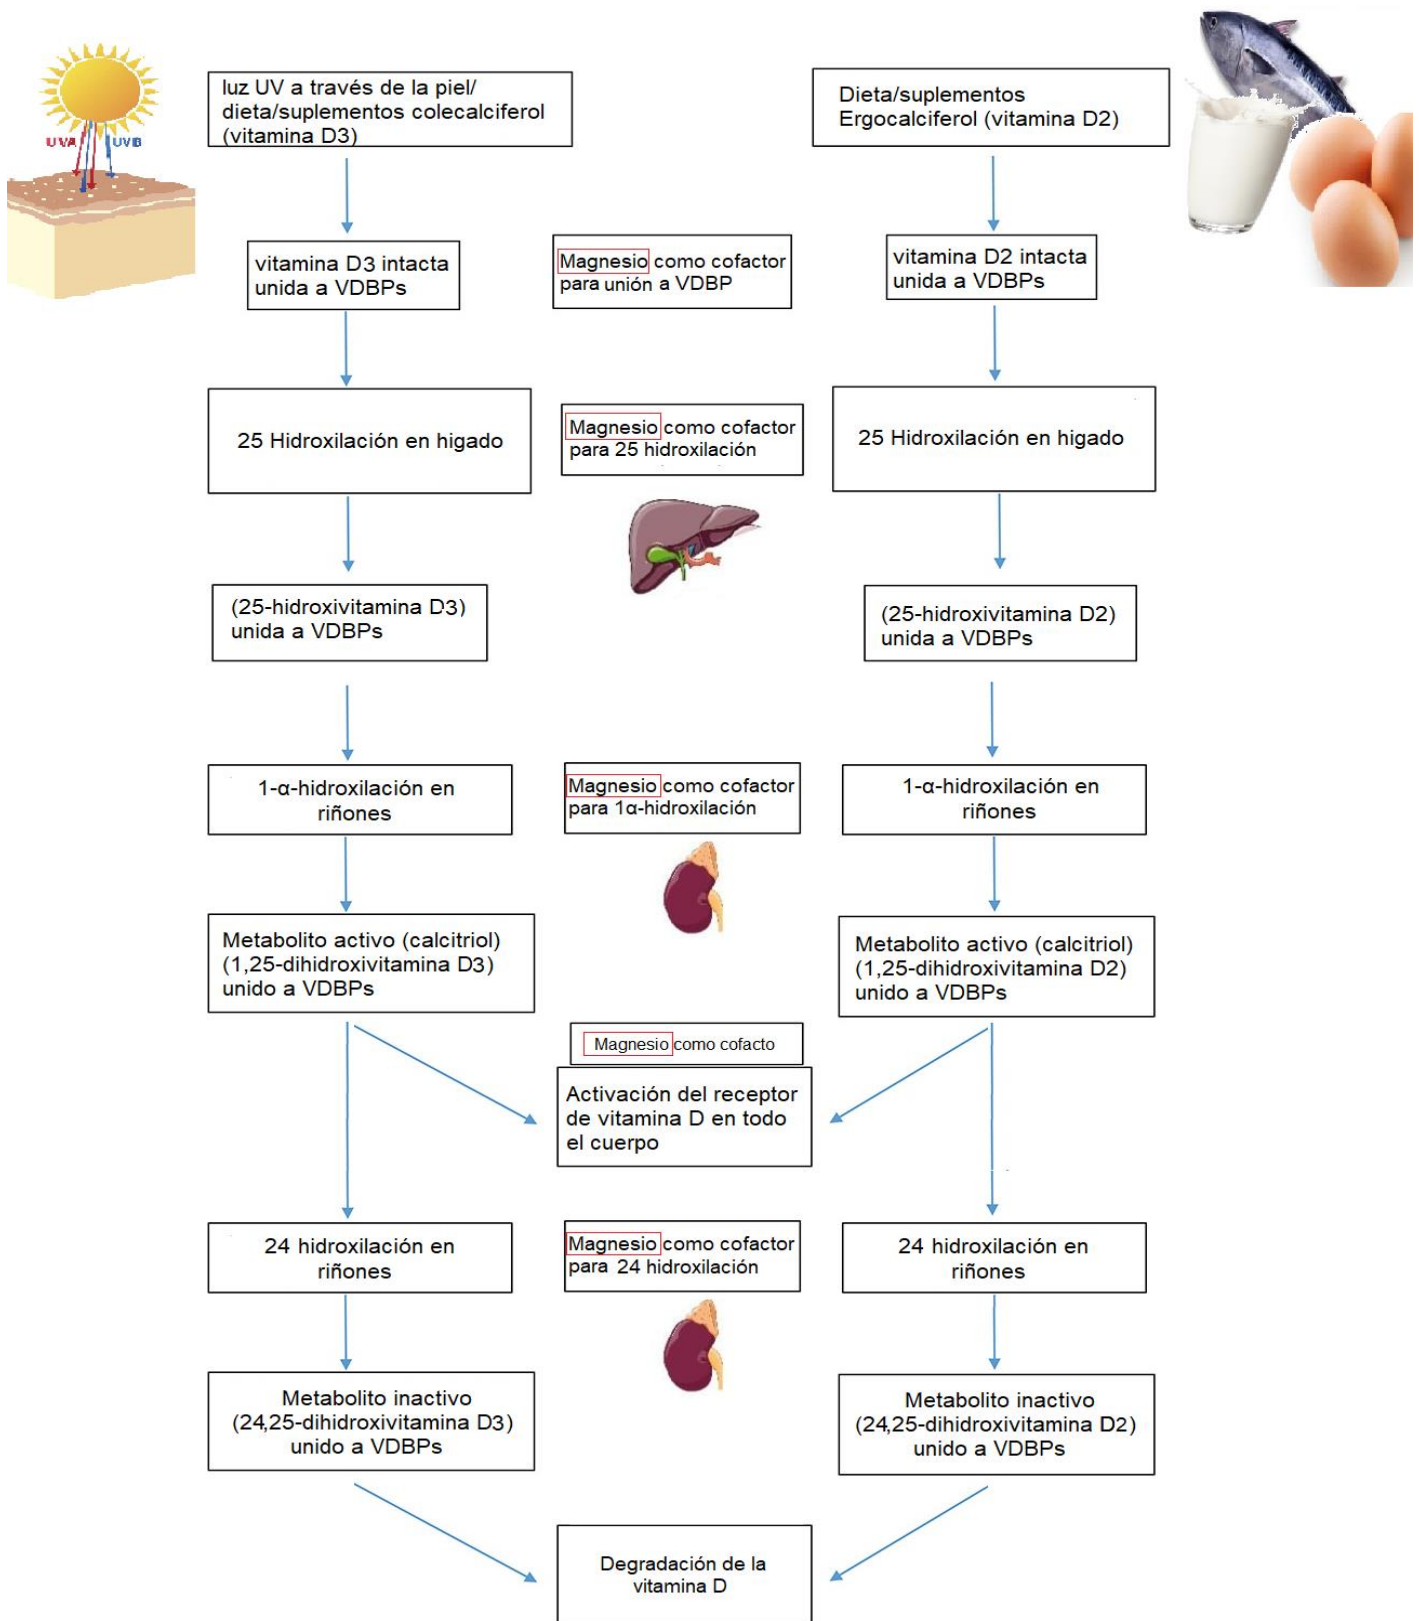 luz UV a través de la piel/
dieta/suplementos colecalciferol
(vitamina D3)
Dieta/suplementos
Ergocalciferol (vitamina D2)
UVA
UVB
vitamina D3 intacta
unida a VDBPs
Magnesio como cofactor
para unión a VDBP
vitamina D2 intacta
unida a VDBPs
25 Hidroxilación en higado
Magnesio como cofactor
para 25 hidroxilación
25 Hidroxilación en higado
(25-hidroxivitamina D3)
unida a VDBPs
(25-hidroxivitamina D2)
unida a VDBPs
1-α-hidroxilación en
riñones
Magnesio como cofactor
para 1α-hidroxilación
1-α-hidroxilación en
riñones
Metabolito activo (calcitriol)
(1,25-dihidroxivitamina D3)
unido a VDBPs
Metabolito activo (calcitriol)
(1,25-dihidroxivitamina D2)
unido a VDBPs
Magnesio como cofacto
Activación del receptor
de vitamina D en todo
el cuerpo
24 hidroxilación en
riñones
Magnesio como cofactor
para 24 hidroxilación
24 hidroxilación en
riñones
Metabolito inactivo
(24,25-dihidroxivitamina D3)
unido a VDBPs
Metabolito inactivo
(24,25-dihidroxivitamina D2)
unido a VDBPs
Degradación de la
vitamina D